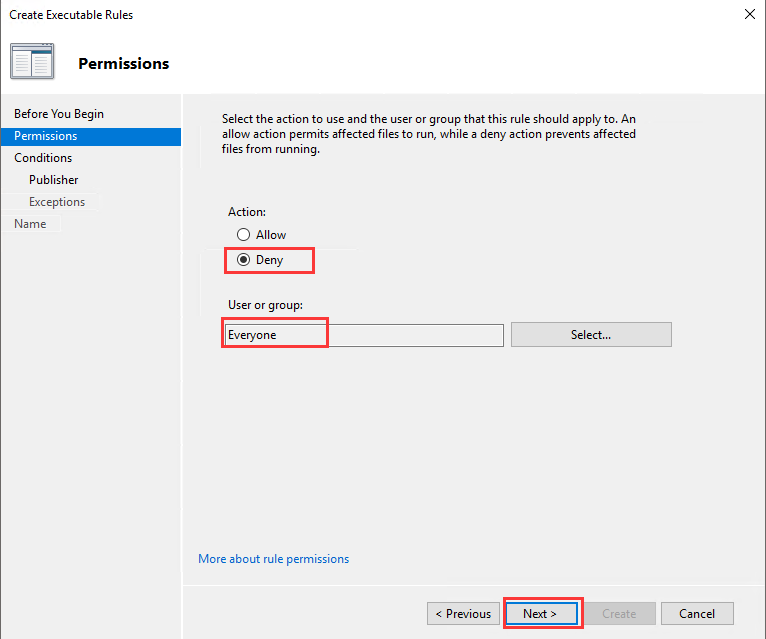 Create Executable Rules
Permissions
Before You Begin
Permissions
Conditions
Publisher
Exceptions
Name
Select the action to use and the user or group that this rule should apply to. An
allow action permits affected files to run, while a deny action prevents affected
files from running.
Action:
Allow
Deny
User or group:
Everyone
Select...
More about rule permissions
< Previous
Next >
Create
Cancel